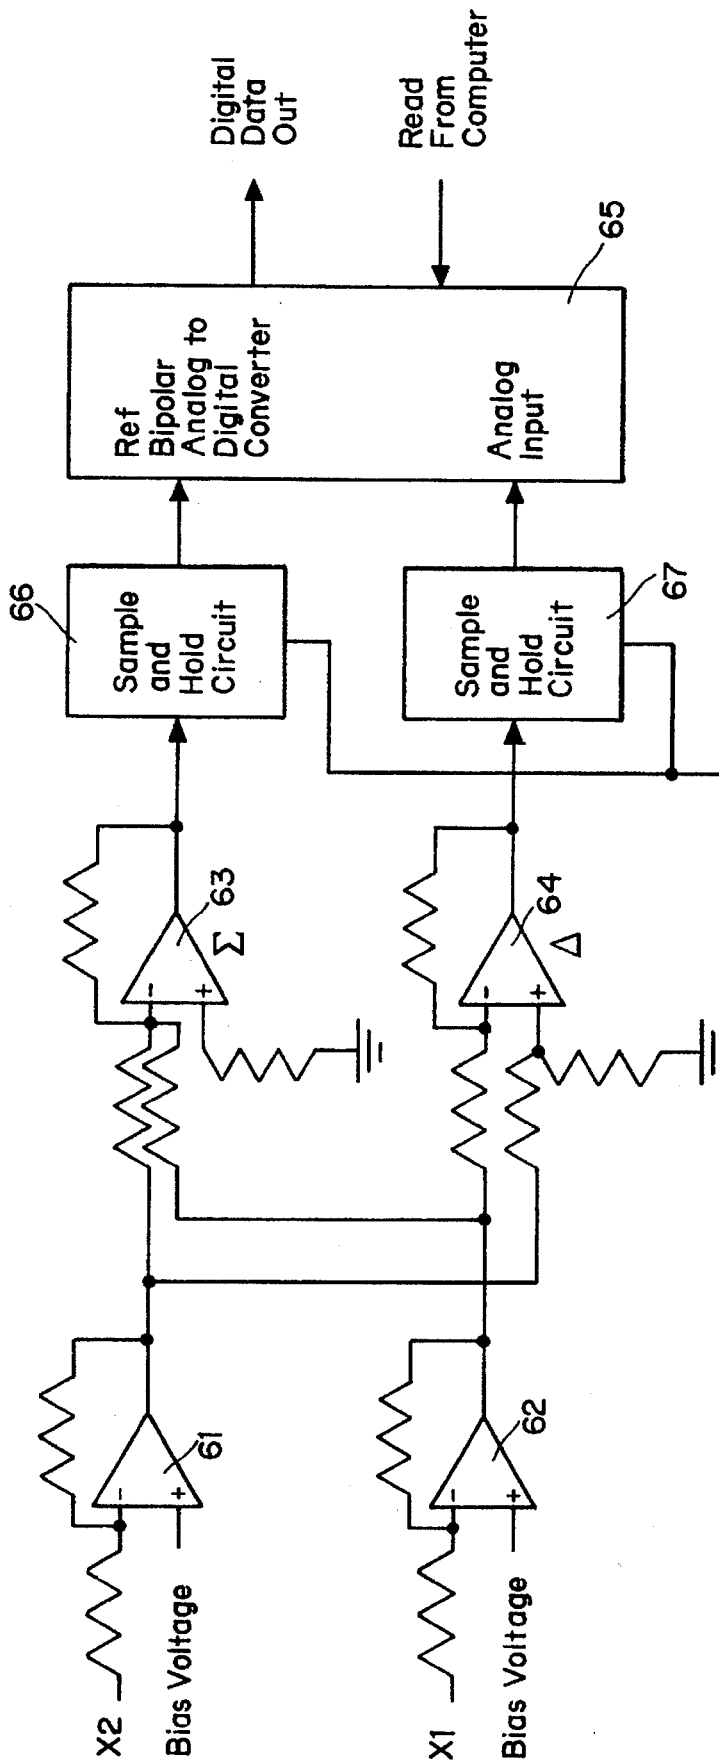 X2
Bias Voltage
-
+
61
X1
Bias Voltage
-
+
62
-
+
63
Σ
-
+
64
Δ
66
Sample
and
Hold
Circuit
Sample
and
Hold
Circuit
67
Ref
Bipolar
Analog to
Digital
Converter
Analog
Input
65
Digital
Data
Out
Read
From
Computer